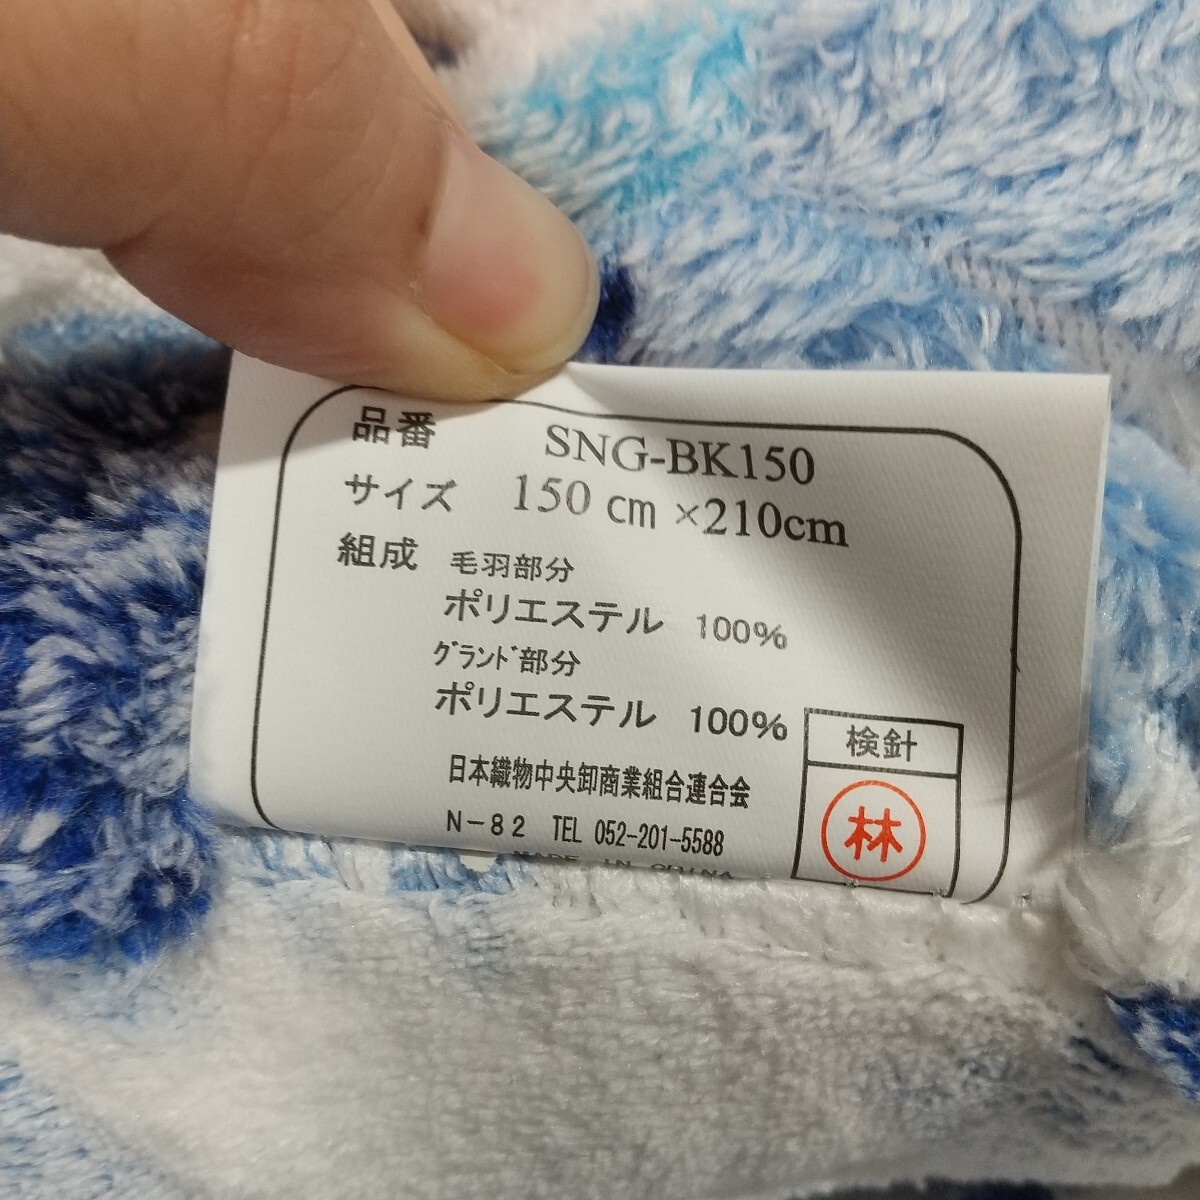 品番 SNG-BK150
サイズ 150 ㎝ ×210cm
組成 毛羽部分
ポリエステル 100%
グランド部分
ポリエステル 100%
日本織物中央卸商業組合連合会
N-82 TEL 052-201-5588
MADE IN CHINA
検針
林